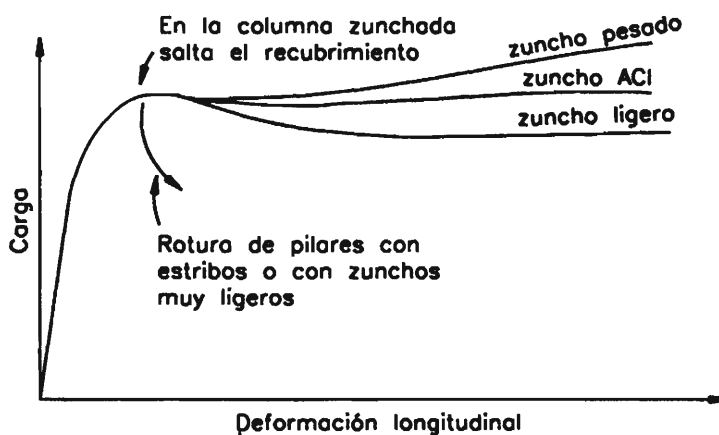 En la columna zunchada
salta el recubrimiento
zuncho pesado
zuncho ACI
zuncho ligero
Carga
Rotura de pilares con
estribos o con zunchos
muy ligeros
Deformación longitudinal